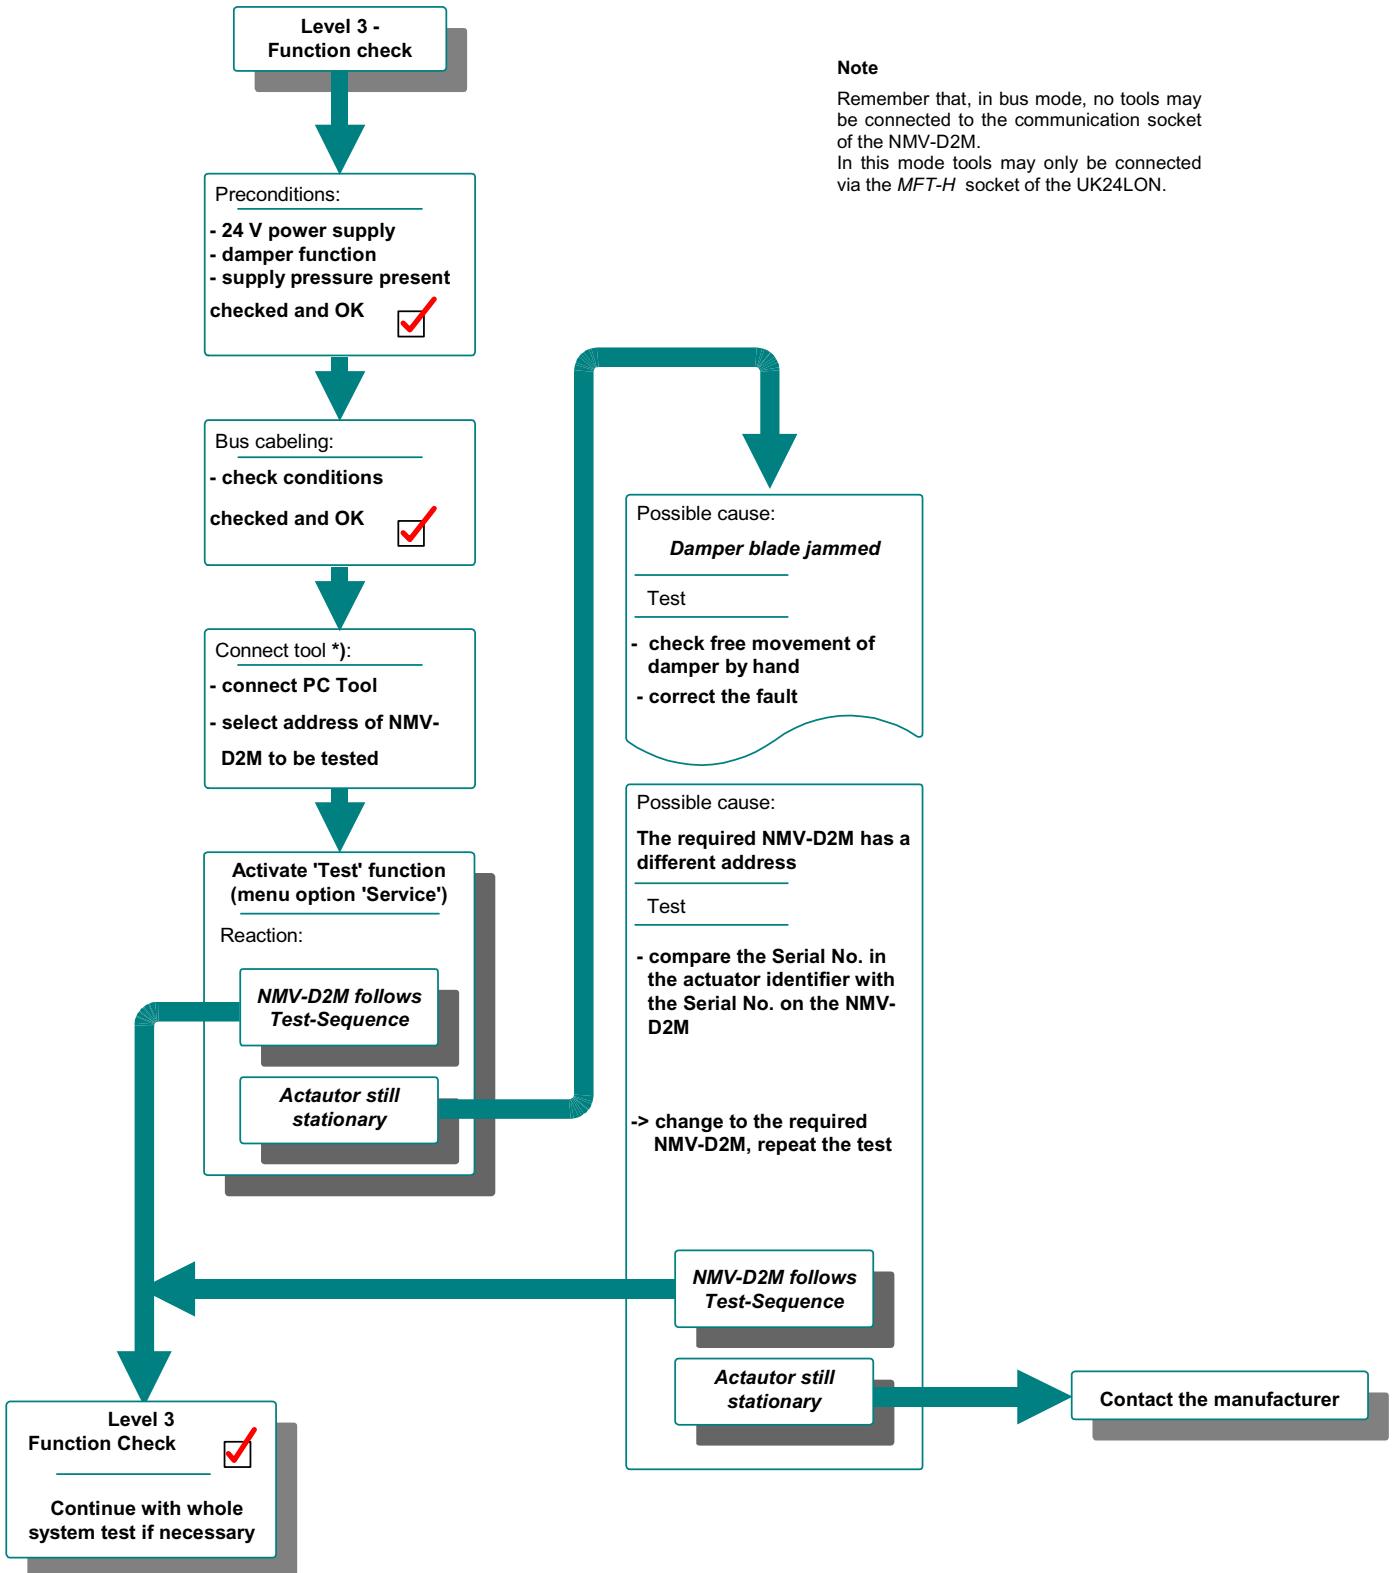 Level 3 -
Function check
Note
Remember that, in bus mode, no tools may
be connected to the communication socket
of the NMV-D2M.
In this mode tools may only be connected
via the MFT-H socket of the UK24LON.
Preconditions:
- 24 V power supply
- damper function
- supply pressure present
checked and OK
Bus cabeling:
- check conditions
checked and OK
Connect tool *):
- connect PC Tool
- select address of NMV-
D2M to be tested
Activate 'Test' function
(menu option 'Service')
Reaction:
NMV-D2M follows
Test-Sequence
Actautor still
stationary
Possible cause:
Damper blade jammed
Test
- check free movement of
damper by hand
- correct the fault
Possible cause:
The required NMV-D2M has a
different address
Test
- compare the Serial No. in
the actuator identifier with
the Serial No. on the NMV-
D2M
-> change to the required
NMV-D2M, repeat the test
NMV-D2M follows
Test-Sequence
Actautor still
stationary
Contact the manufacturer
Level 3
Function Check
Continue with whole
system test if necessary